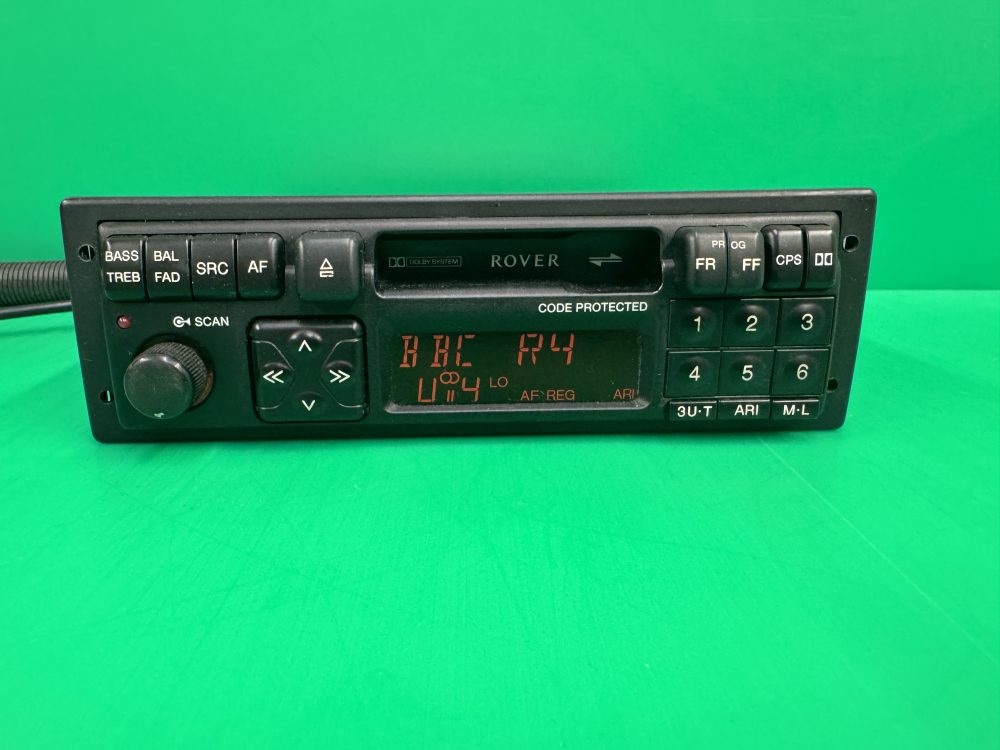 BASS
TREB
BAL
FAD
SRC
AF
DOLBY SYSTEM
ROVER
PROG
FR FF
CPS
CODE PROTECTED
SCAN
BBC R4
U 4 LO AF REG ARI
1 2 3
4 5 6
3U·T ARI M·L